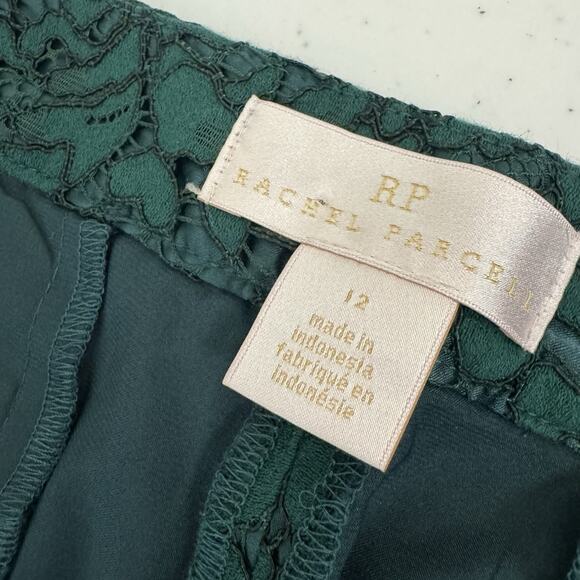 RP
RACHEL PARCELL
12
made in
indonesia
fabriqué en
indonésie